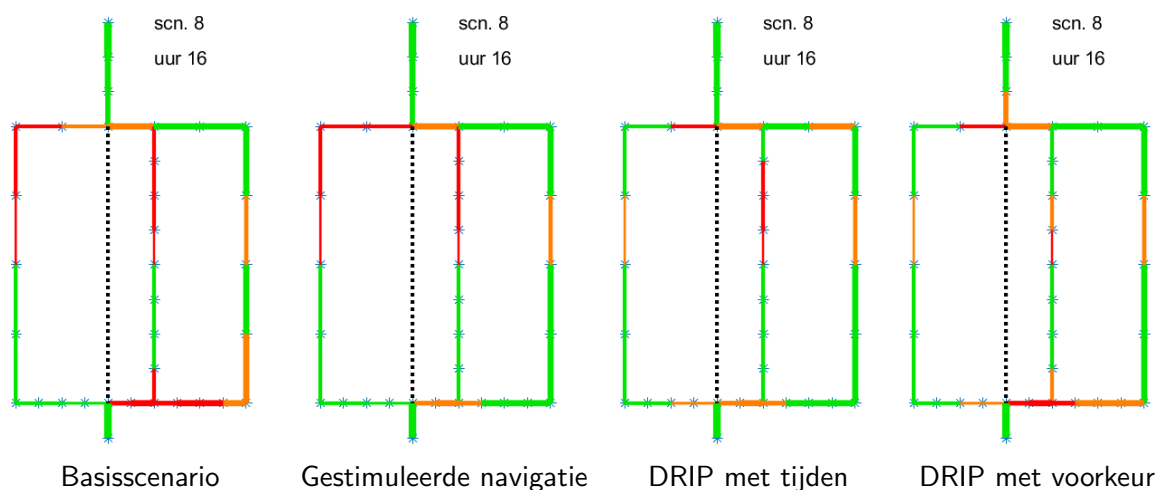 scn. 8
uur 16
scn. 8
uur 16
scn. 8
uur 16
scn. 8
uur 16
Basisscenario
Gestimuleerde navigatie
DRIP met tijden
DRIP met voorkeur